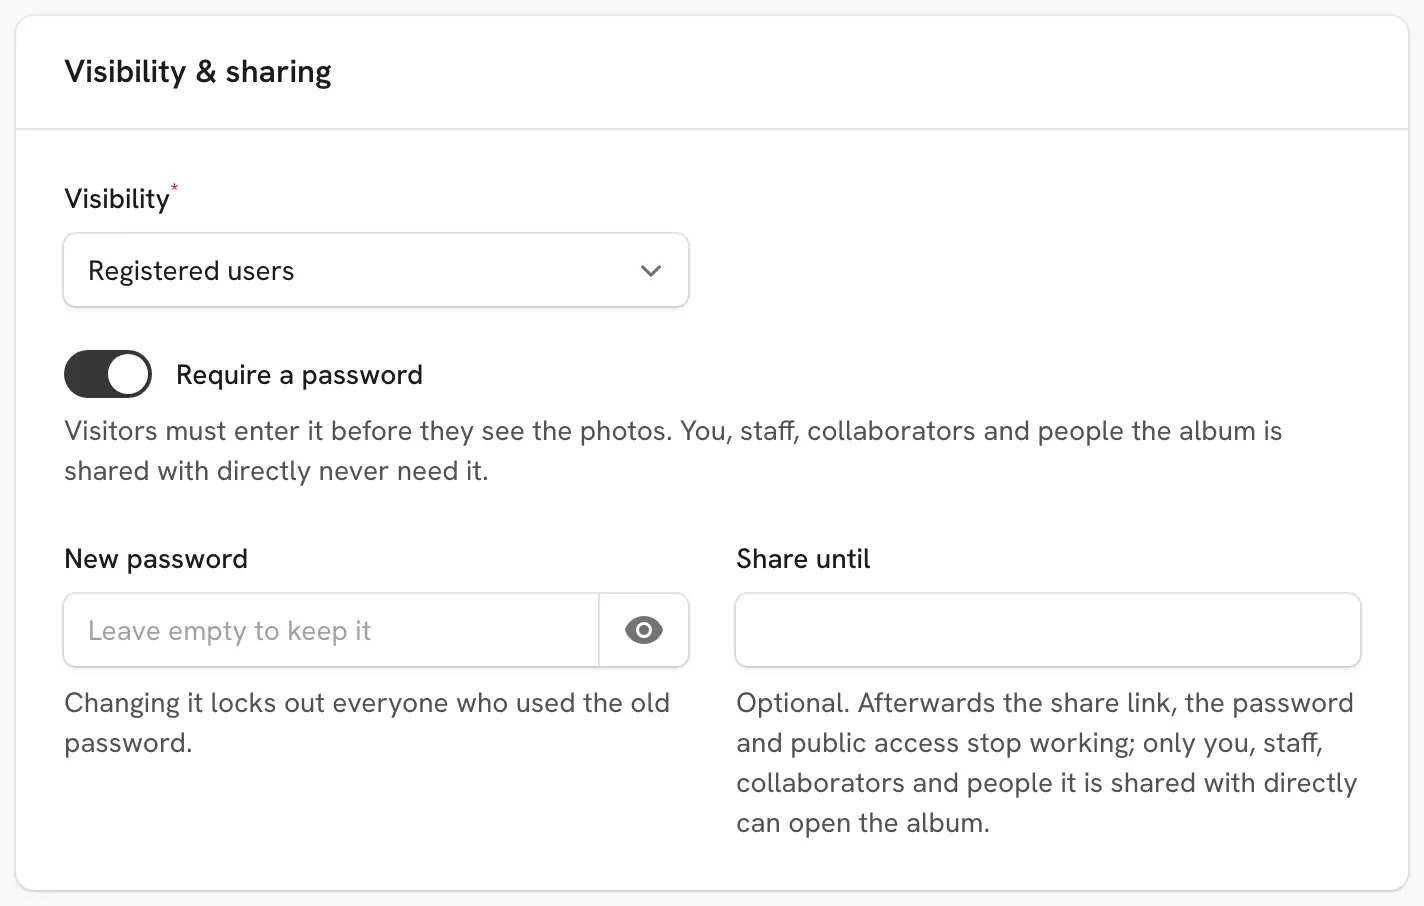 Visibility & sharing
Visibility*
Registered users
Require a password
Visitors must enter it before they see the photos. You, staff, collaborators and people the album is
shared with directly never need it.
New password
Leave empty to keep it
Changing it locks out everyone who used the old
password.
Share until
Optional. Afterwards the share link, the password
and public access stop working; only you, staff,
collaborators and people it is shared with directly
can open the album.